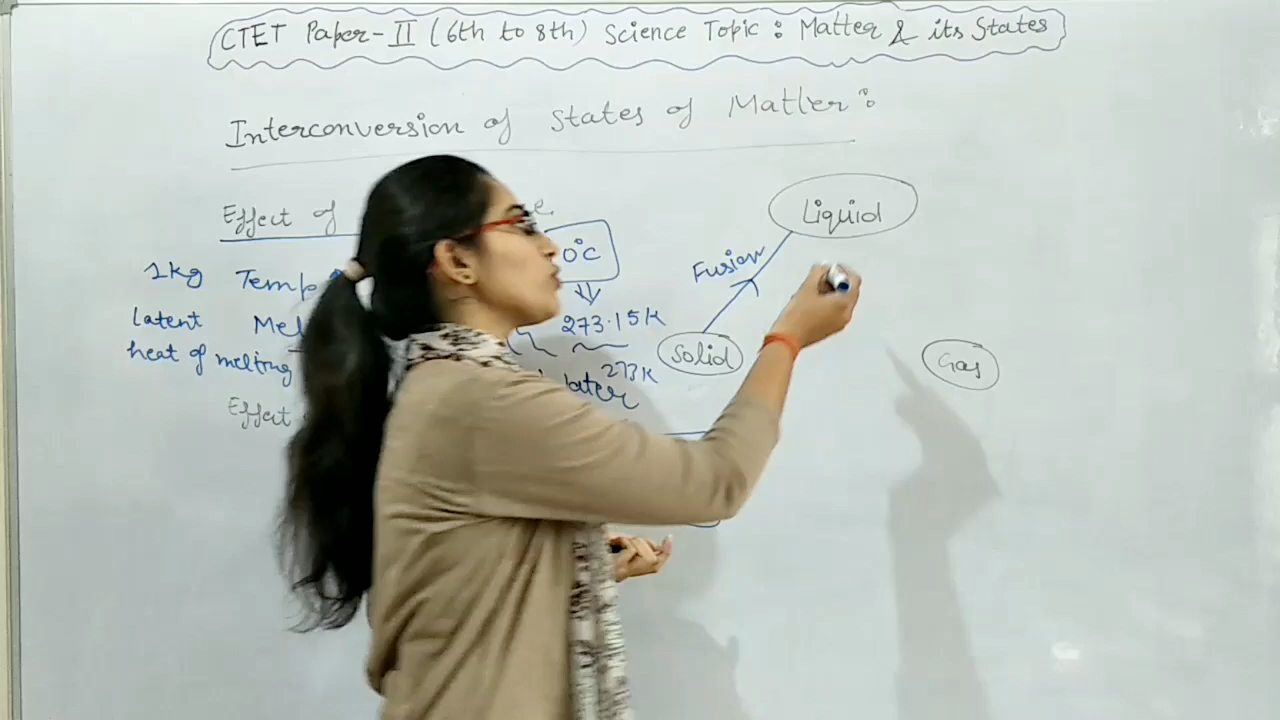 CTET Paper-II (6th to 8th) Science Topic : Matter & its States
Interconversion of States of Matter :
Effect of
1kg Temp
latent Mel
heat of melting
Effect
0°C
273.15K
273K
Liquid
Fusion
Solid
Gas